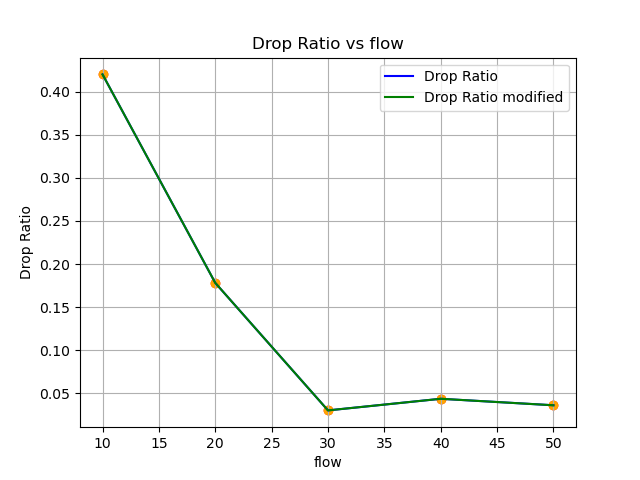 Drop Ratio vs flow
Drop Ratio
Drop Ratio modified
0.40
0.35
0.30
0.25
0.20
0.15
0.10
0.05
Drop Ratio
10 15 20 25 30 35 40 45 50
flow